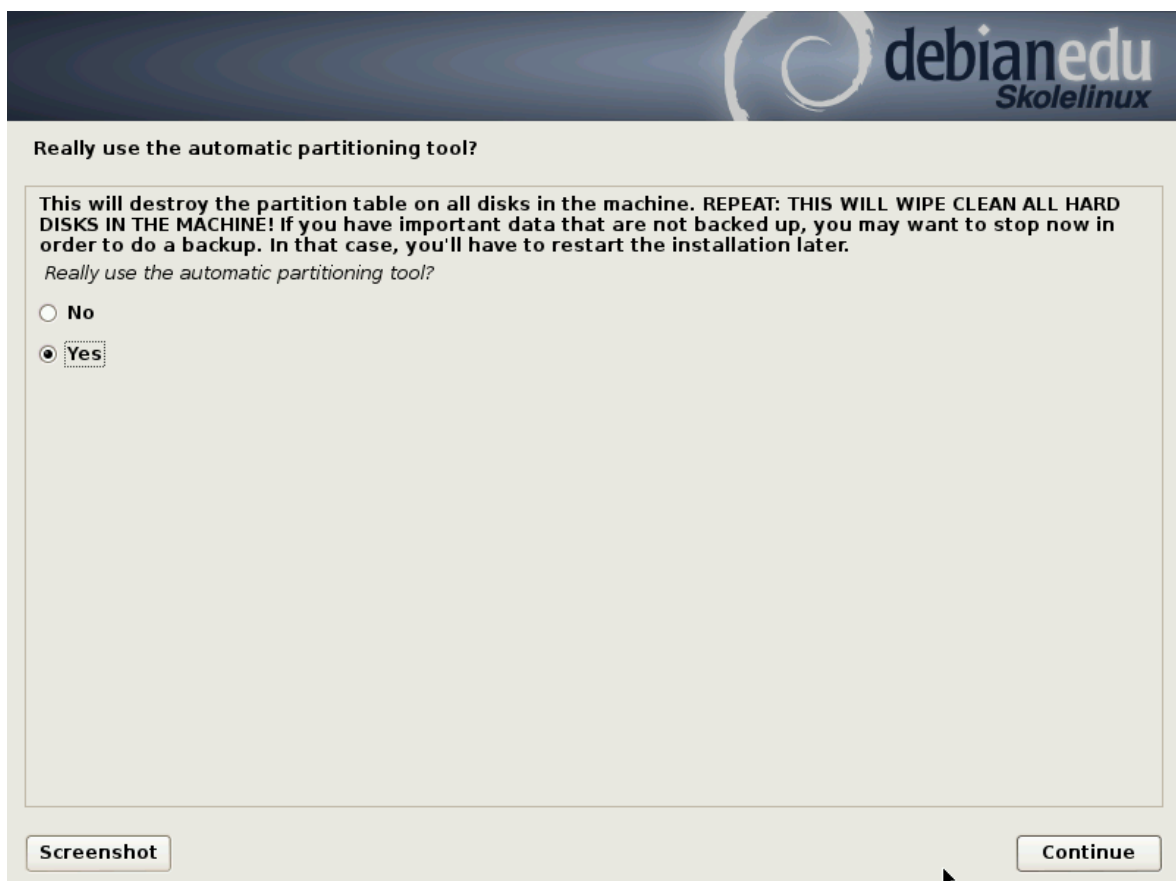 debianedu
Skolelinux
Really use the automatic partitioning tool?
This will destroy the partition table on all disks in the machine. REPEAT: THIS WILL WIPE CLEAN ALL HARD
DISKS IN THE MACHINE! If you have important data that are not backed up, you may want to stop now in
order to do a backup. In that case, you'll have to restart the installation later.
Really use the automatic partitioning tool?
No
Yes
Screenshot
Continue